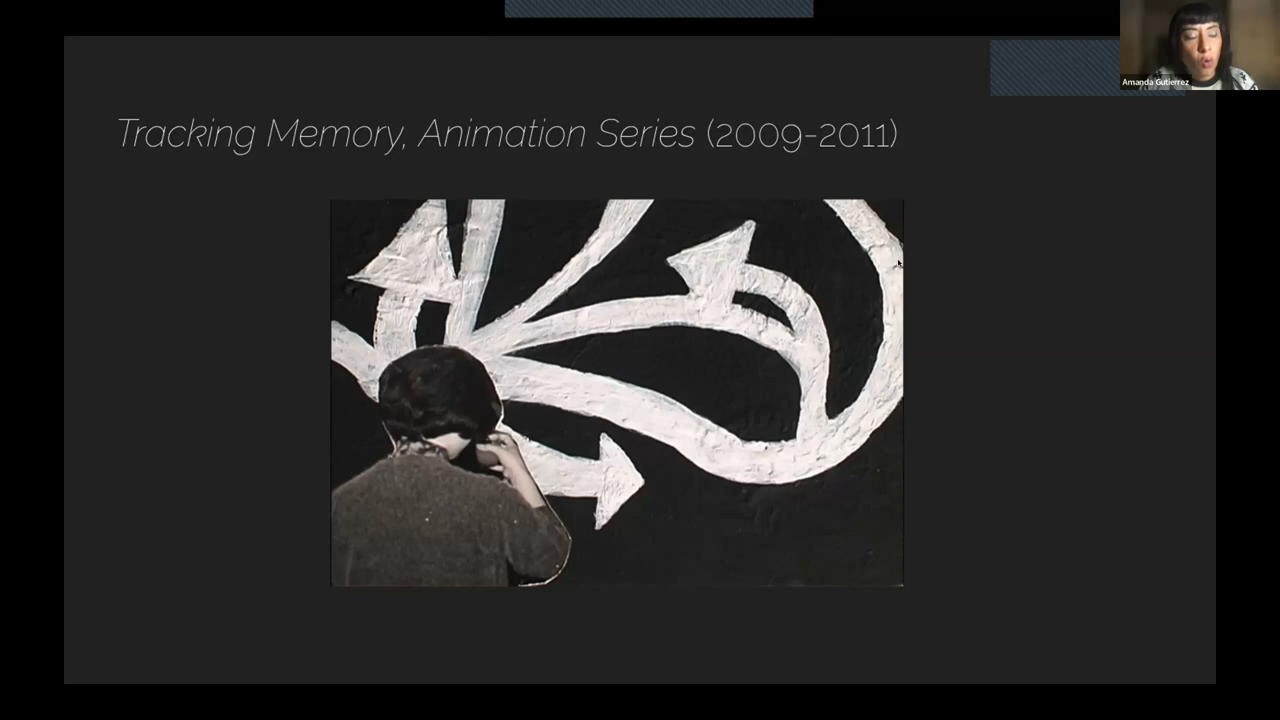 Amanda Gutierrez
Tracking Memory, Animation Series (2009-2011)